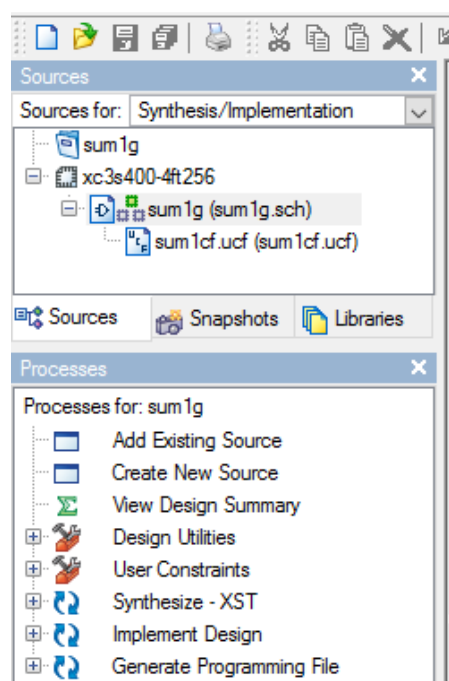 Sources
Sources for: Synthesis/Implementation
sum1g
xc3s400-4ft256
sum1g (sum1g.sch)
sum1cf.ucf (sum1cf.ucf)
Sources Snapshots Libraries
Processes
Processes for: sum1g
Add Existing Source
Create New Source
View Design Summary
Design Utilities
User Constraints
Synthesize - XST
Implement Design
Generate Programming File